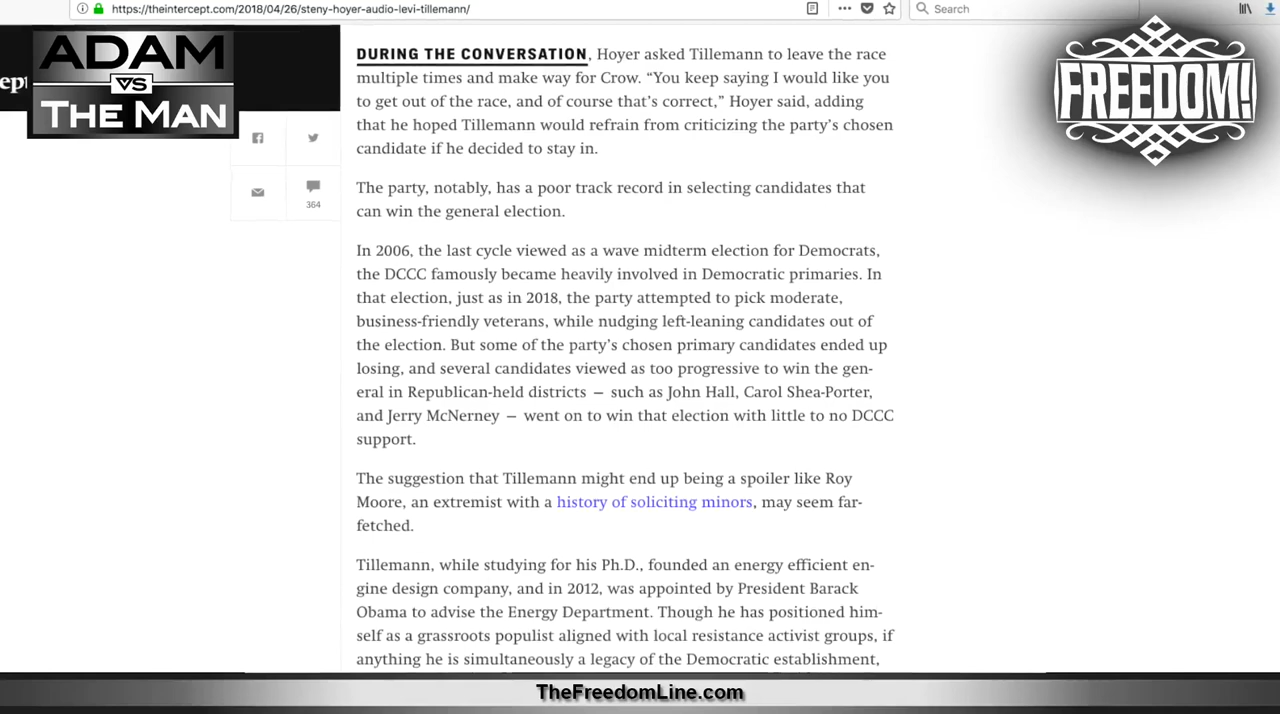 https://theintercept.com/2018/04/26/steny-hoyer-audio-levi-tillemann/
Search
ADAM
VS
THE MAN
ept
FREEDOM!
364
DURING THE CONVERSATION, Hoyer asked Tillemann to leave the race
multiple times and make way for Crow. “You keep saying I would like you
to get out of the race, and of course that’s correct,” Hoyer said, adding
that he hoped Tillemann would refrain from criticizing the party’s chosen
candidate if he decided to stay in.
The party, notably, has a poor track record in selecting candidates that
can win the general election.
In 2006, the last cycle viewed as a wave midterm election for Democrats,
the DCCC famously became heavily involved in Democratic primaries. In
that election, just as in 2018, the party attempted to pick moderate,
business-friendly veterans, while nudging left-leaning candidates out of
the election. But some of the party’s chosen primary candidates ended up
losing, and several candidates viewed as too progressive to win the gen-
eral in Republican-held districts – such as John Hall, Carol Shea-Porter,
and Jerry McNerney – went on to win that election with little to no DCCC
support.
The suggestion that Tillemann might end up being a spoiler like Roy
Moore, an extremist with a history of soliciting minors, may seem far-
fetched.
Tillemann, while studying for his Ph.D., founded an energy efficient en-
gine design company, and in 2012, was appointed by President Barack
Obama to advise the Energy Department. Though he has positioned him-
self as a grassroots populist aligned with local resistance activist groups, if
anything he is simultaneously a legacy of the Democratic establishment,
TheFreedomLine.com